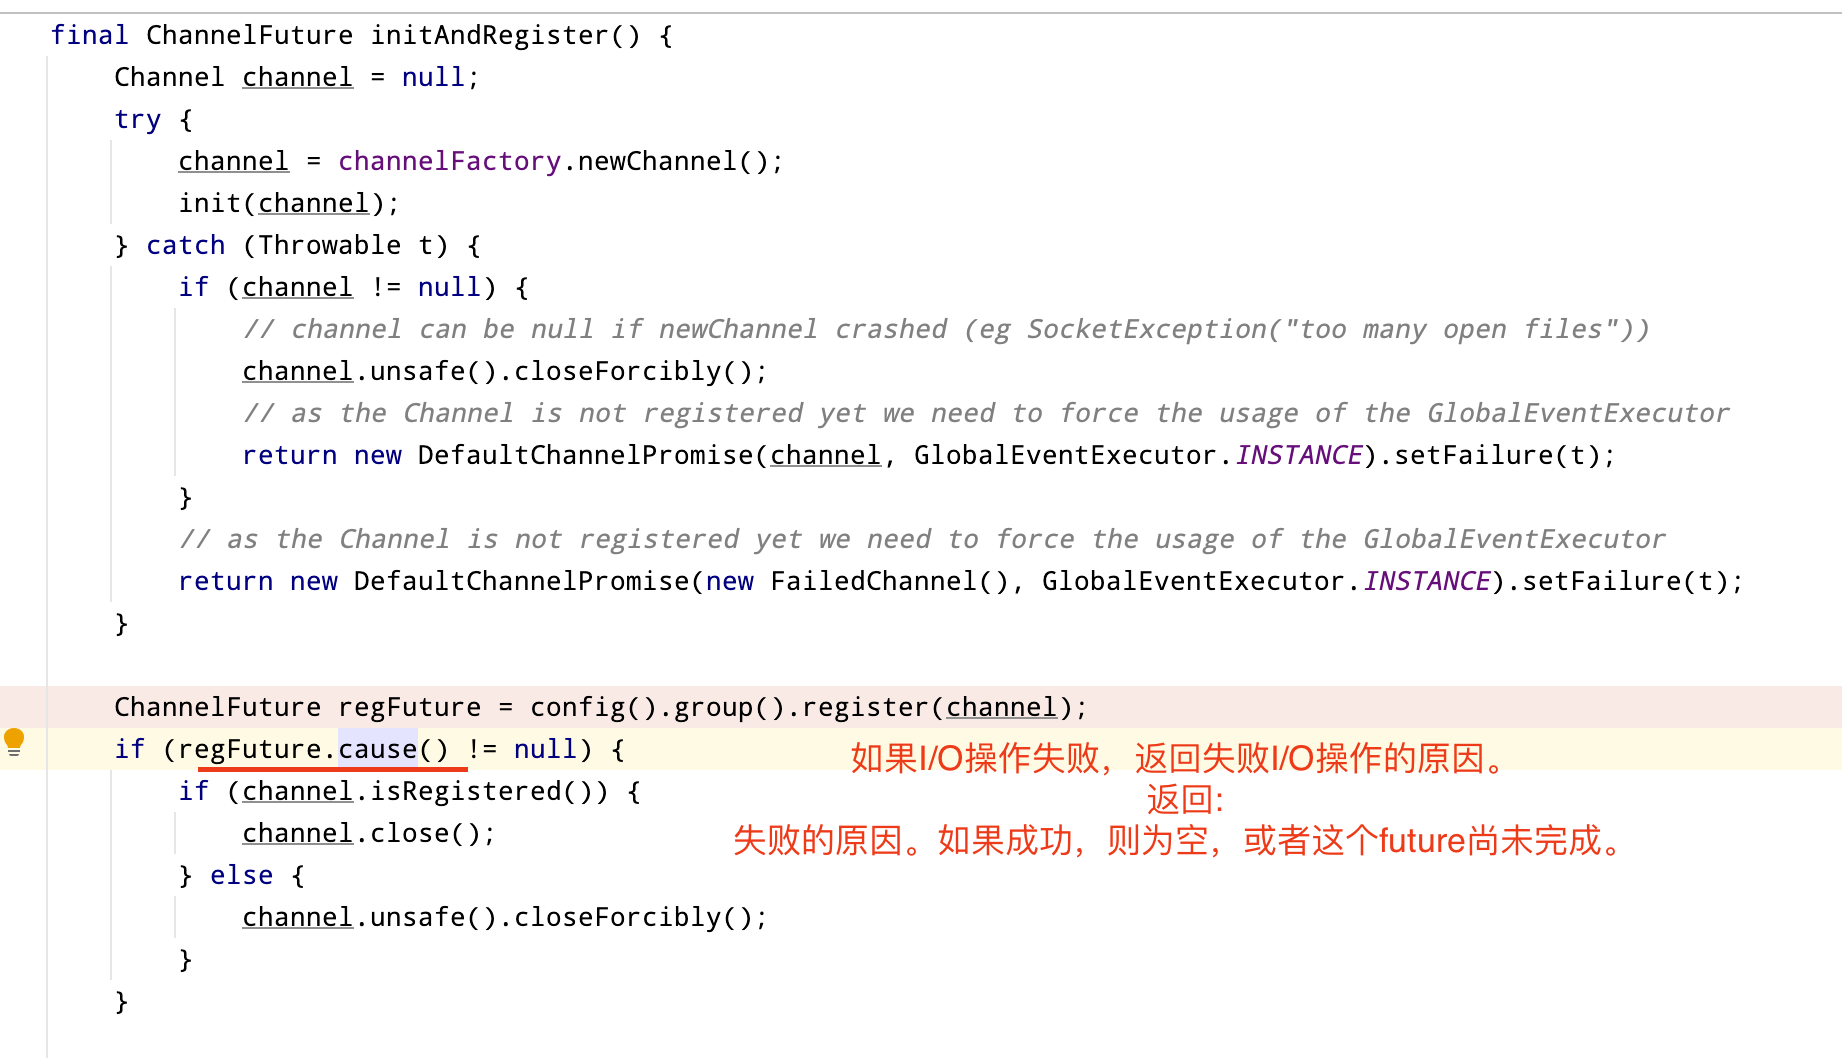 final ChannelFuture initAndRegister() {
    Channel channel = null;
    try {
        channel = channelFactory.newChannel();
        init(channel);
    } catch (Throwable t) {
        if (channel != null) {
            // channel can be null if newChannel crashed (eg SocketException("too many open files"))
            channel.unsafe().closeForcibly();
            // as the Channel is not registered yet we need to force the usage of the GlobalEventExecutor
            return new DefaultChannelPromise(channel, GlobalEventExecutor.INSTANCE).setFailure(t);
        }
        // as the Channel is not registered yet we need to force the usage of the GlobalEventExecutor
        return new DefaultChannelPromise(new FailedChannel(), GlobalEventExecutor.INSTANCE).setFailure(t);
    }

    ChannelFuture regFuture = config().group().register(channel);
    if (regFuture.cause() != null) {
如果I/O操作失败，返回失败I/O操作的原因。
        if (channel.isRegistered()) {
返回:
            channel.close();
失败的原因。如果成功，则为空，或者这个future尚未完成。
        } else {
            channel.unsafe().closeForcibly();
        }
    }